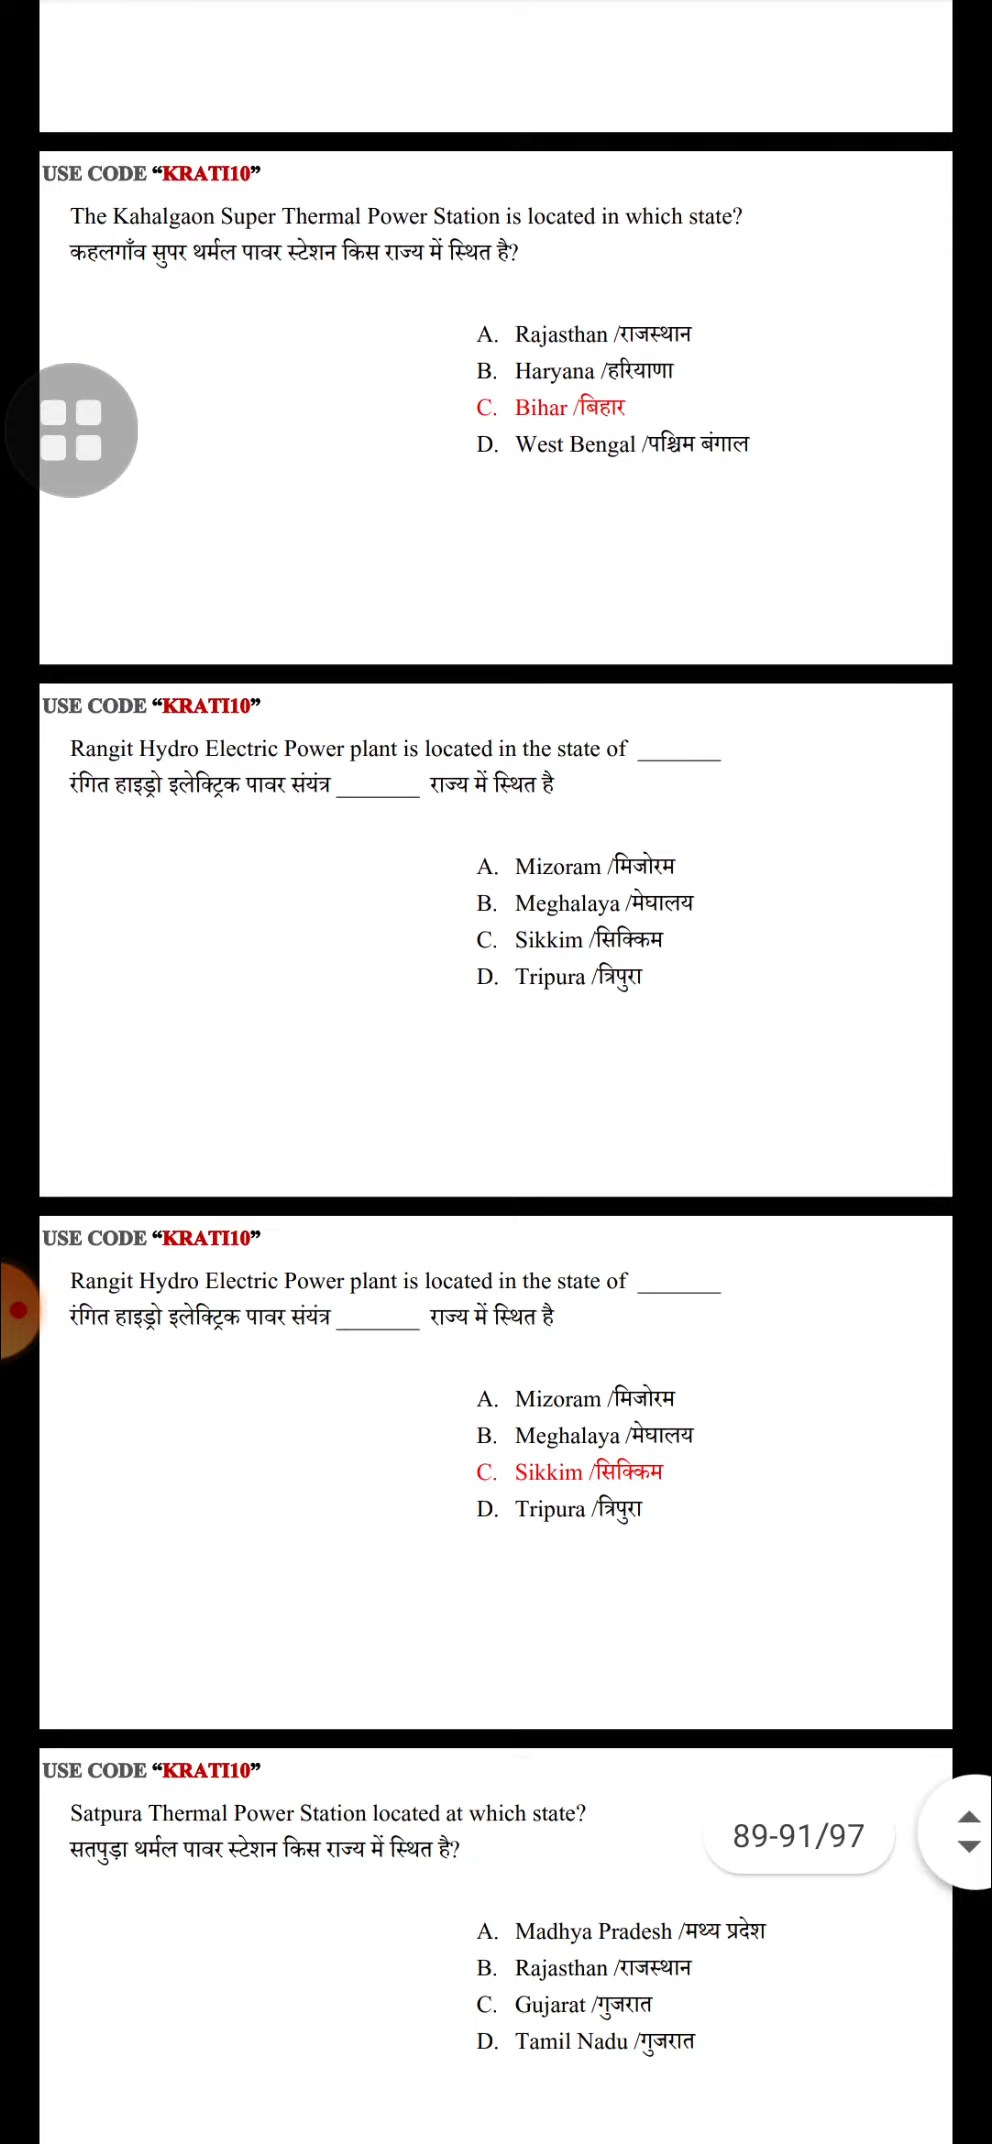 USE CODE “KRATI10”
The Kahalgaon Super Thermal Power Station is located in which state?
कहलगाँव सुपर थर्मल पावर स्टेशन किस राज्य में स्थित है?
A. Rajasthan /राजस्थान
B. Haryana /हरियाणा
C. Bihar /बिहार
D. West Bengal /पश्चिम बंगाल
USE CODE “KRATI10”
Rangit Hydro Electric Power plant is located in the state of _______
रंगित हाइड्रो इलेक्ट्रिक पावर संयंत्र _______ राज्य में स्थित है
A. Mizoram /मिजोरम
B. Meghalaya /मेघालय
C. Sikkim /सिक्किम
D. Tripura /त्रिपुरा
USE CODE “KRATI10”
Rangit Hydro Electric Power plant is located in the state of _______
रंगित हाइड्रो इलेक्ट्रिक पावर संयंत्र _______ राज्य में स्थित है
A. Mizoram /मिजोरम
B. Meghalaya /मेघालय
C. Sikkim /सिक्किम
D. Tripura /त्रिपुरा
USE CODE “KRATI10”
Satpura Thermal Power Station located at which state?
सतपुड़ा थर्मल पावर स्टेशन किस राज्य में स्थित है?
89-91/97
A. Madhya Pradesh /मध्य प्रदेश
B. Rajasthan /राजस्थान
C. Gujarat /गुजरात
D. Tamil Nadu /गुजरात